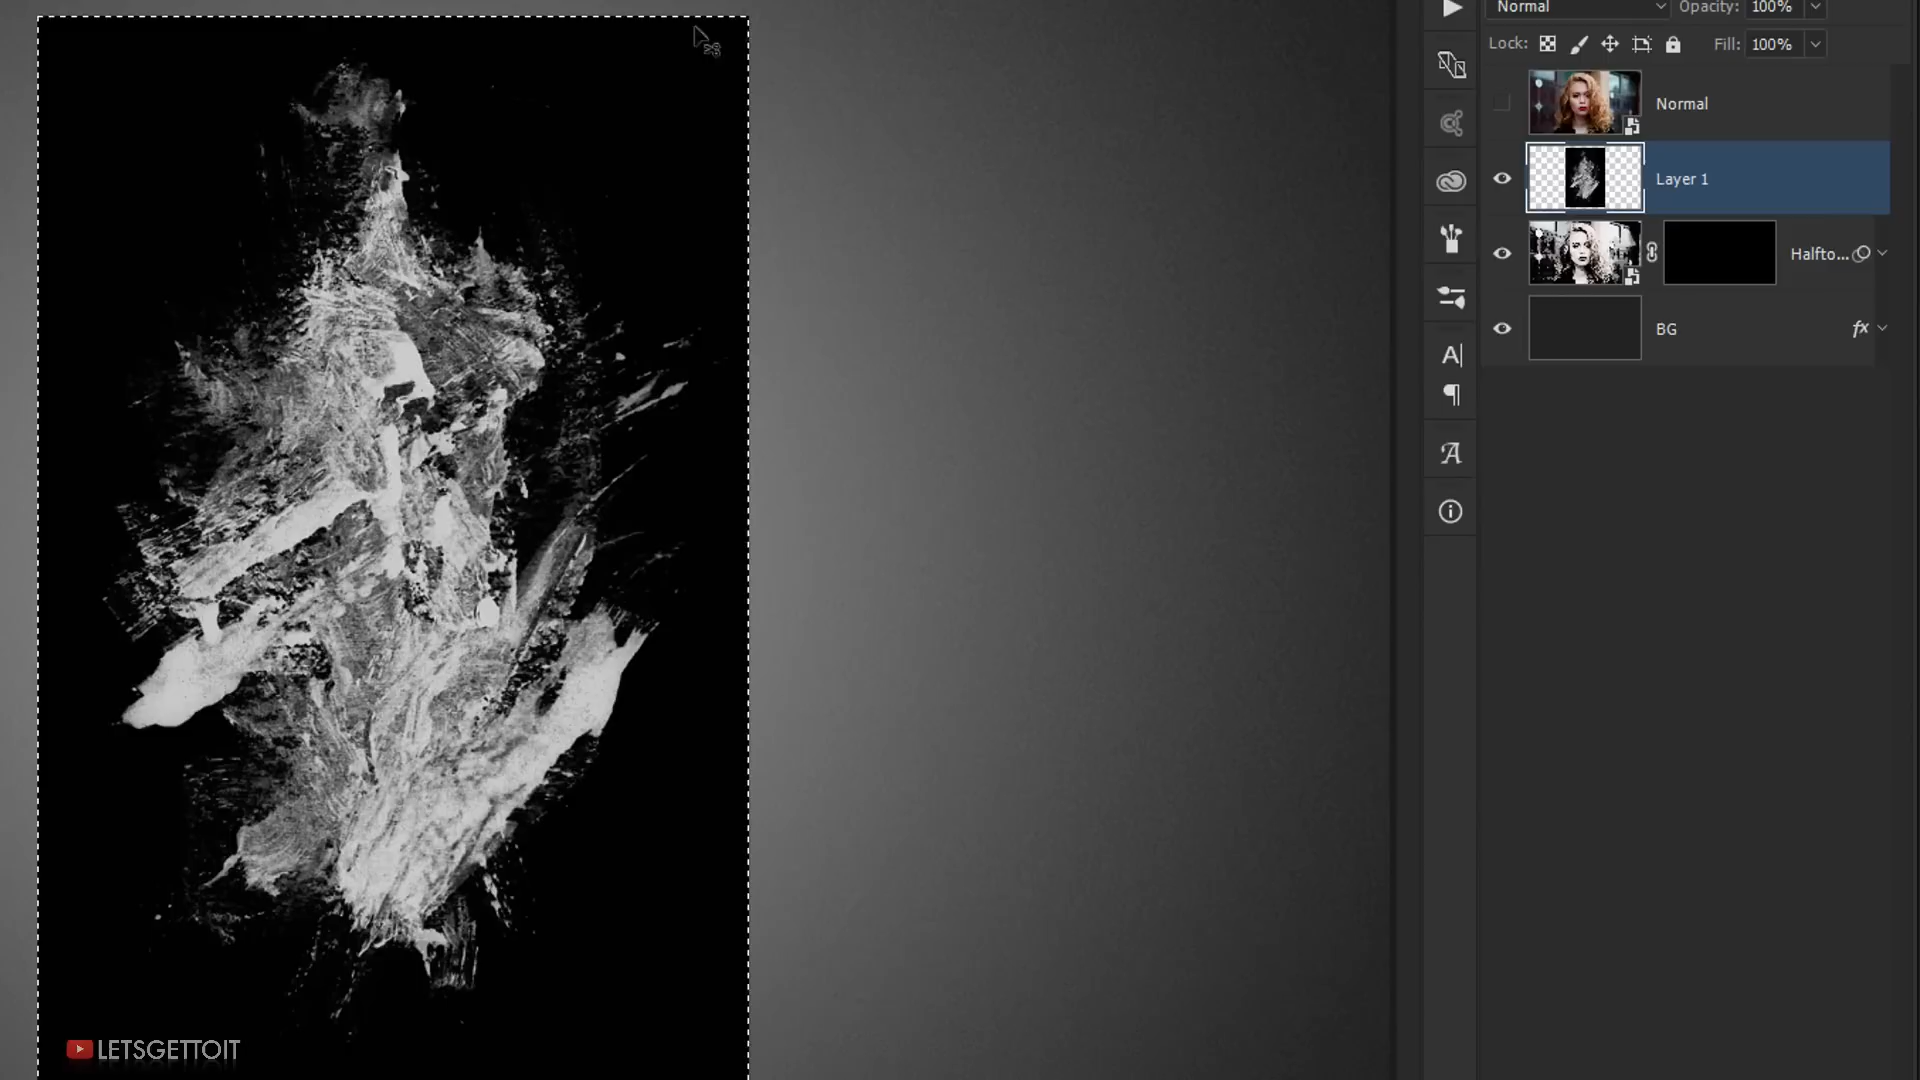 Normal
Opacity: 100%
Lock:
Fill: 100%
Normal
Layer 1
Halfto...
BG
fx
LETSGETTOIT